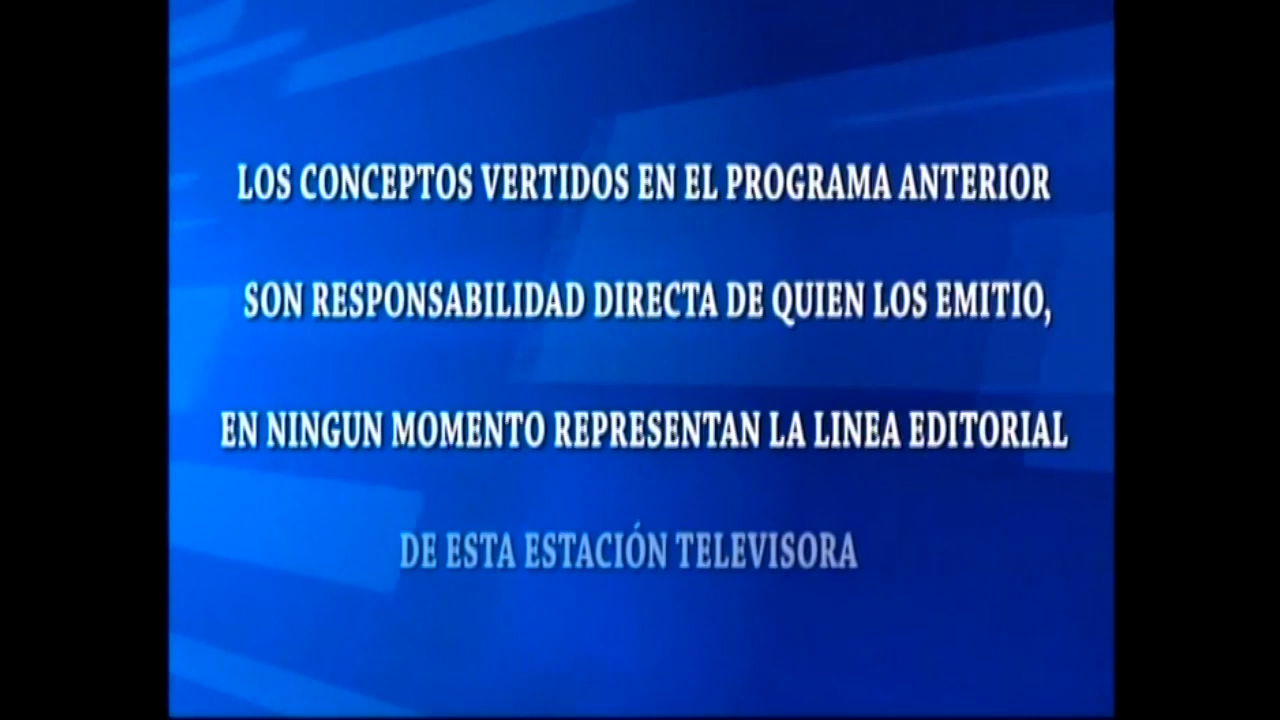 LOS CONCEPTOS VERTIDOS EN EL PROGRAMA ANTERIOR
SON RESPONSABILIDAD DIRECTA DE QUIEN LOS EMITIO,
EN NINGUN MOMENTO REPRESENTAN LA LINEA EDITORIAL
DE ESTA ESTACIÓN TELEVISORA